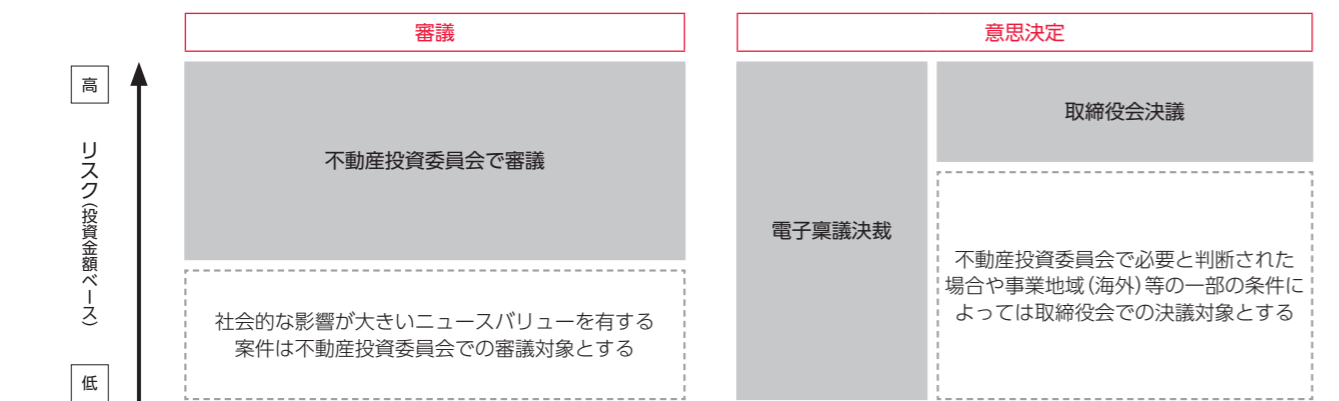 審議
意思決定
高
リスク(投資金額ベース)
低
不動産投資委員会で審議
社会的な影響が大きいニュースバリューを有する
案件は不動産投資委員会での審議対象とする
電子稟議決裁
取締役会決議
不動産投資委員会で必要と判断された
場合や事業地域(海外)等の一部の条件に
よっては取締役会での決議対象とする